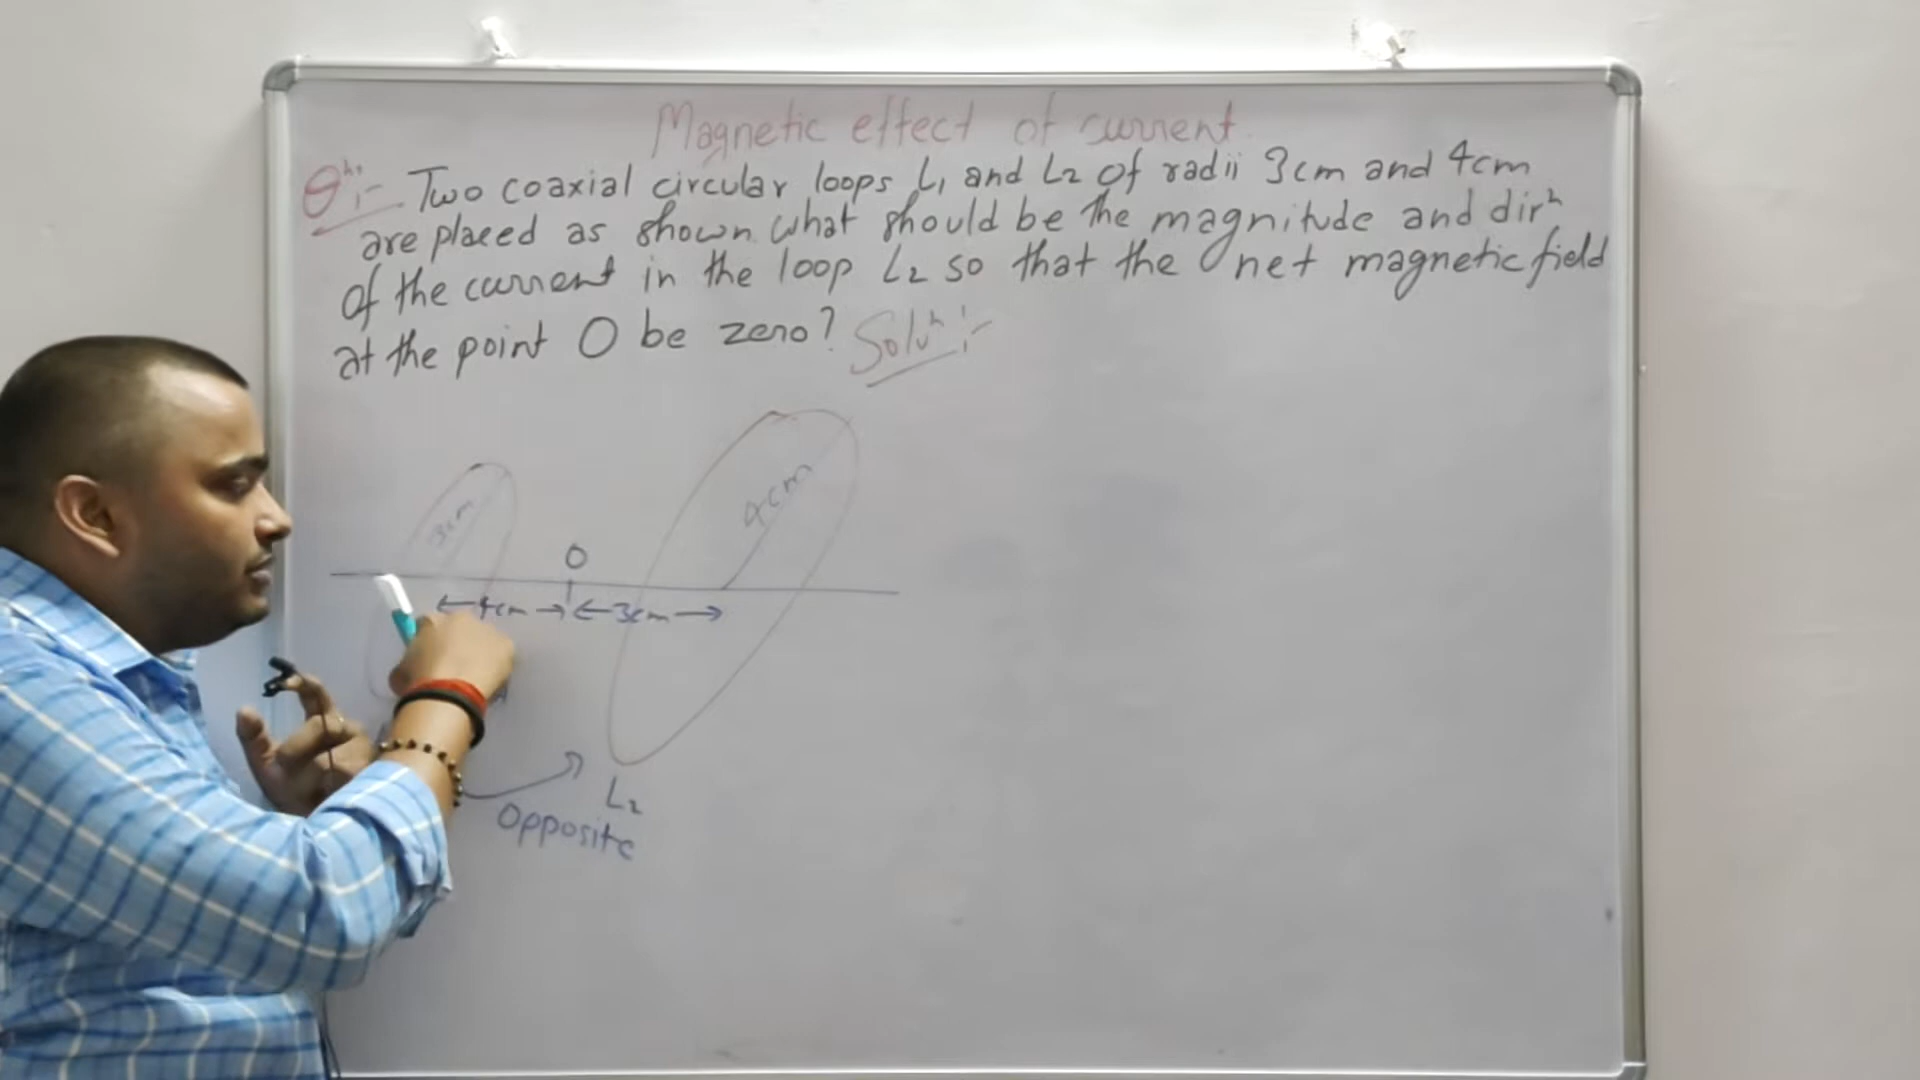 Magnetic effect of current
Qn:- Two coaxial circular loops L1 and L2 of radii 3cm and 4cm
are placed as shown. what should be the magnitude and dirn
of the current in the loop L2 so that the net magnetic field
at the point O be zero? Solun:-
3cm
4cm
O
4cm 3cm
L2
Opposite